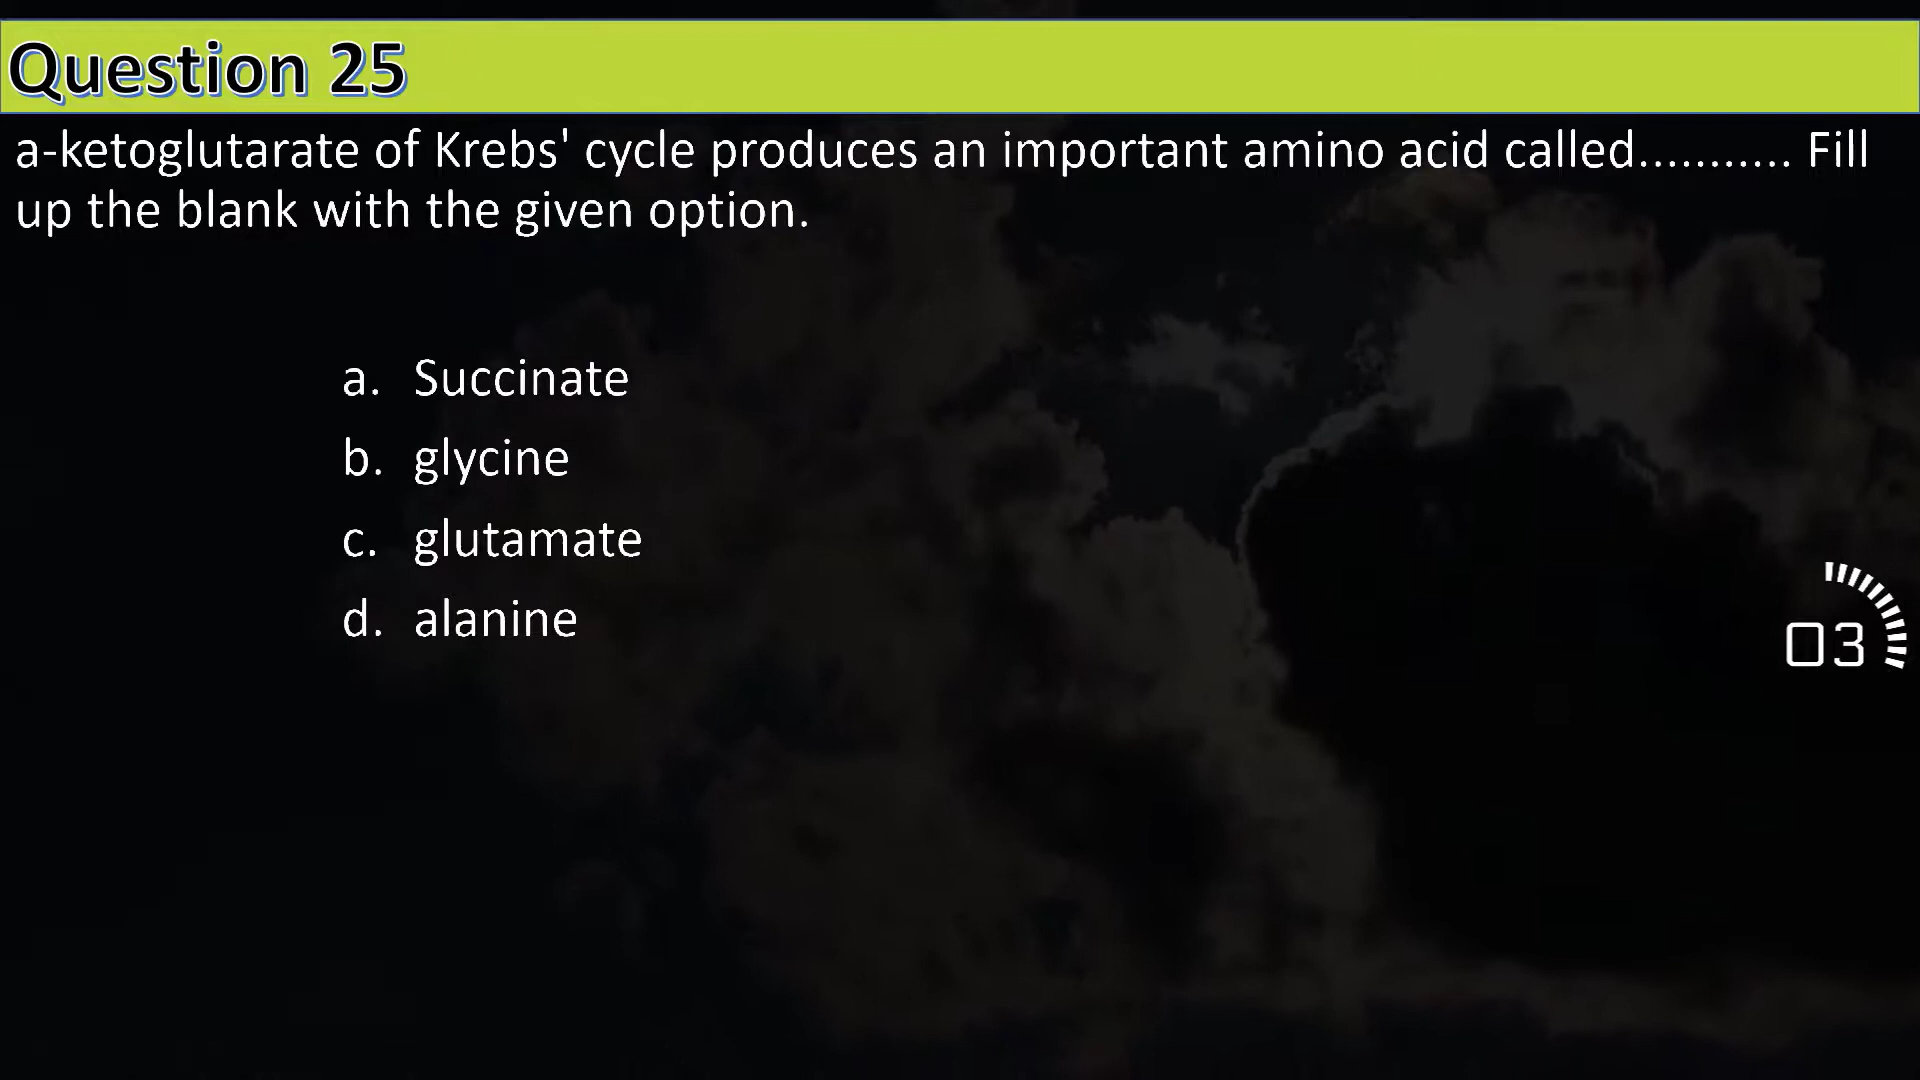 Question 25
a-ketoglutarate of Krebs' cycle produces an important amino acid called........... Fill
up the blank with the given option.
a. Succinate
b. glycine
c. glutamate
d. alanine
03